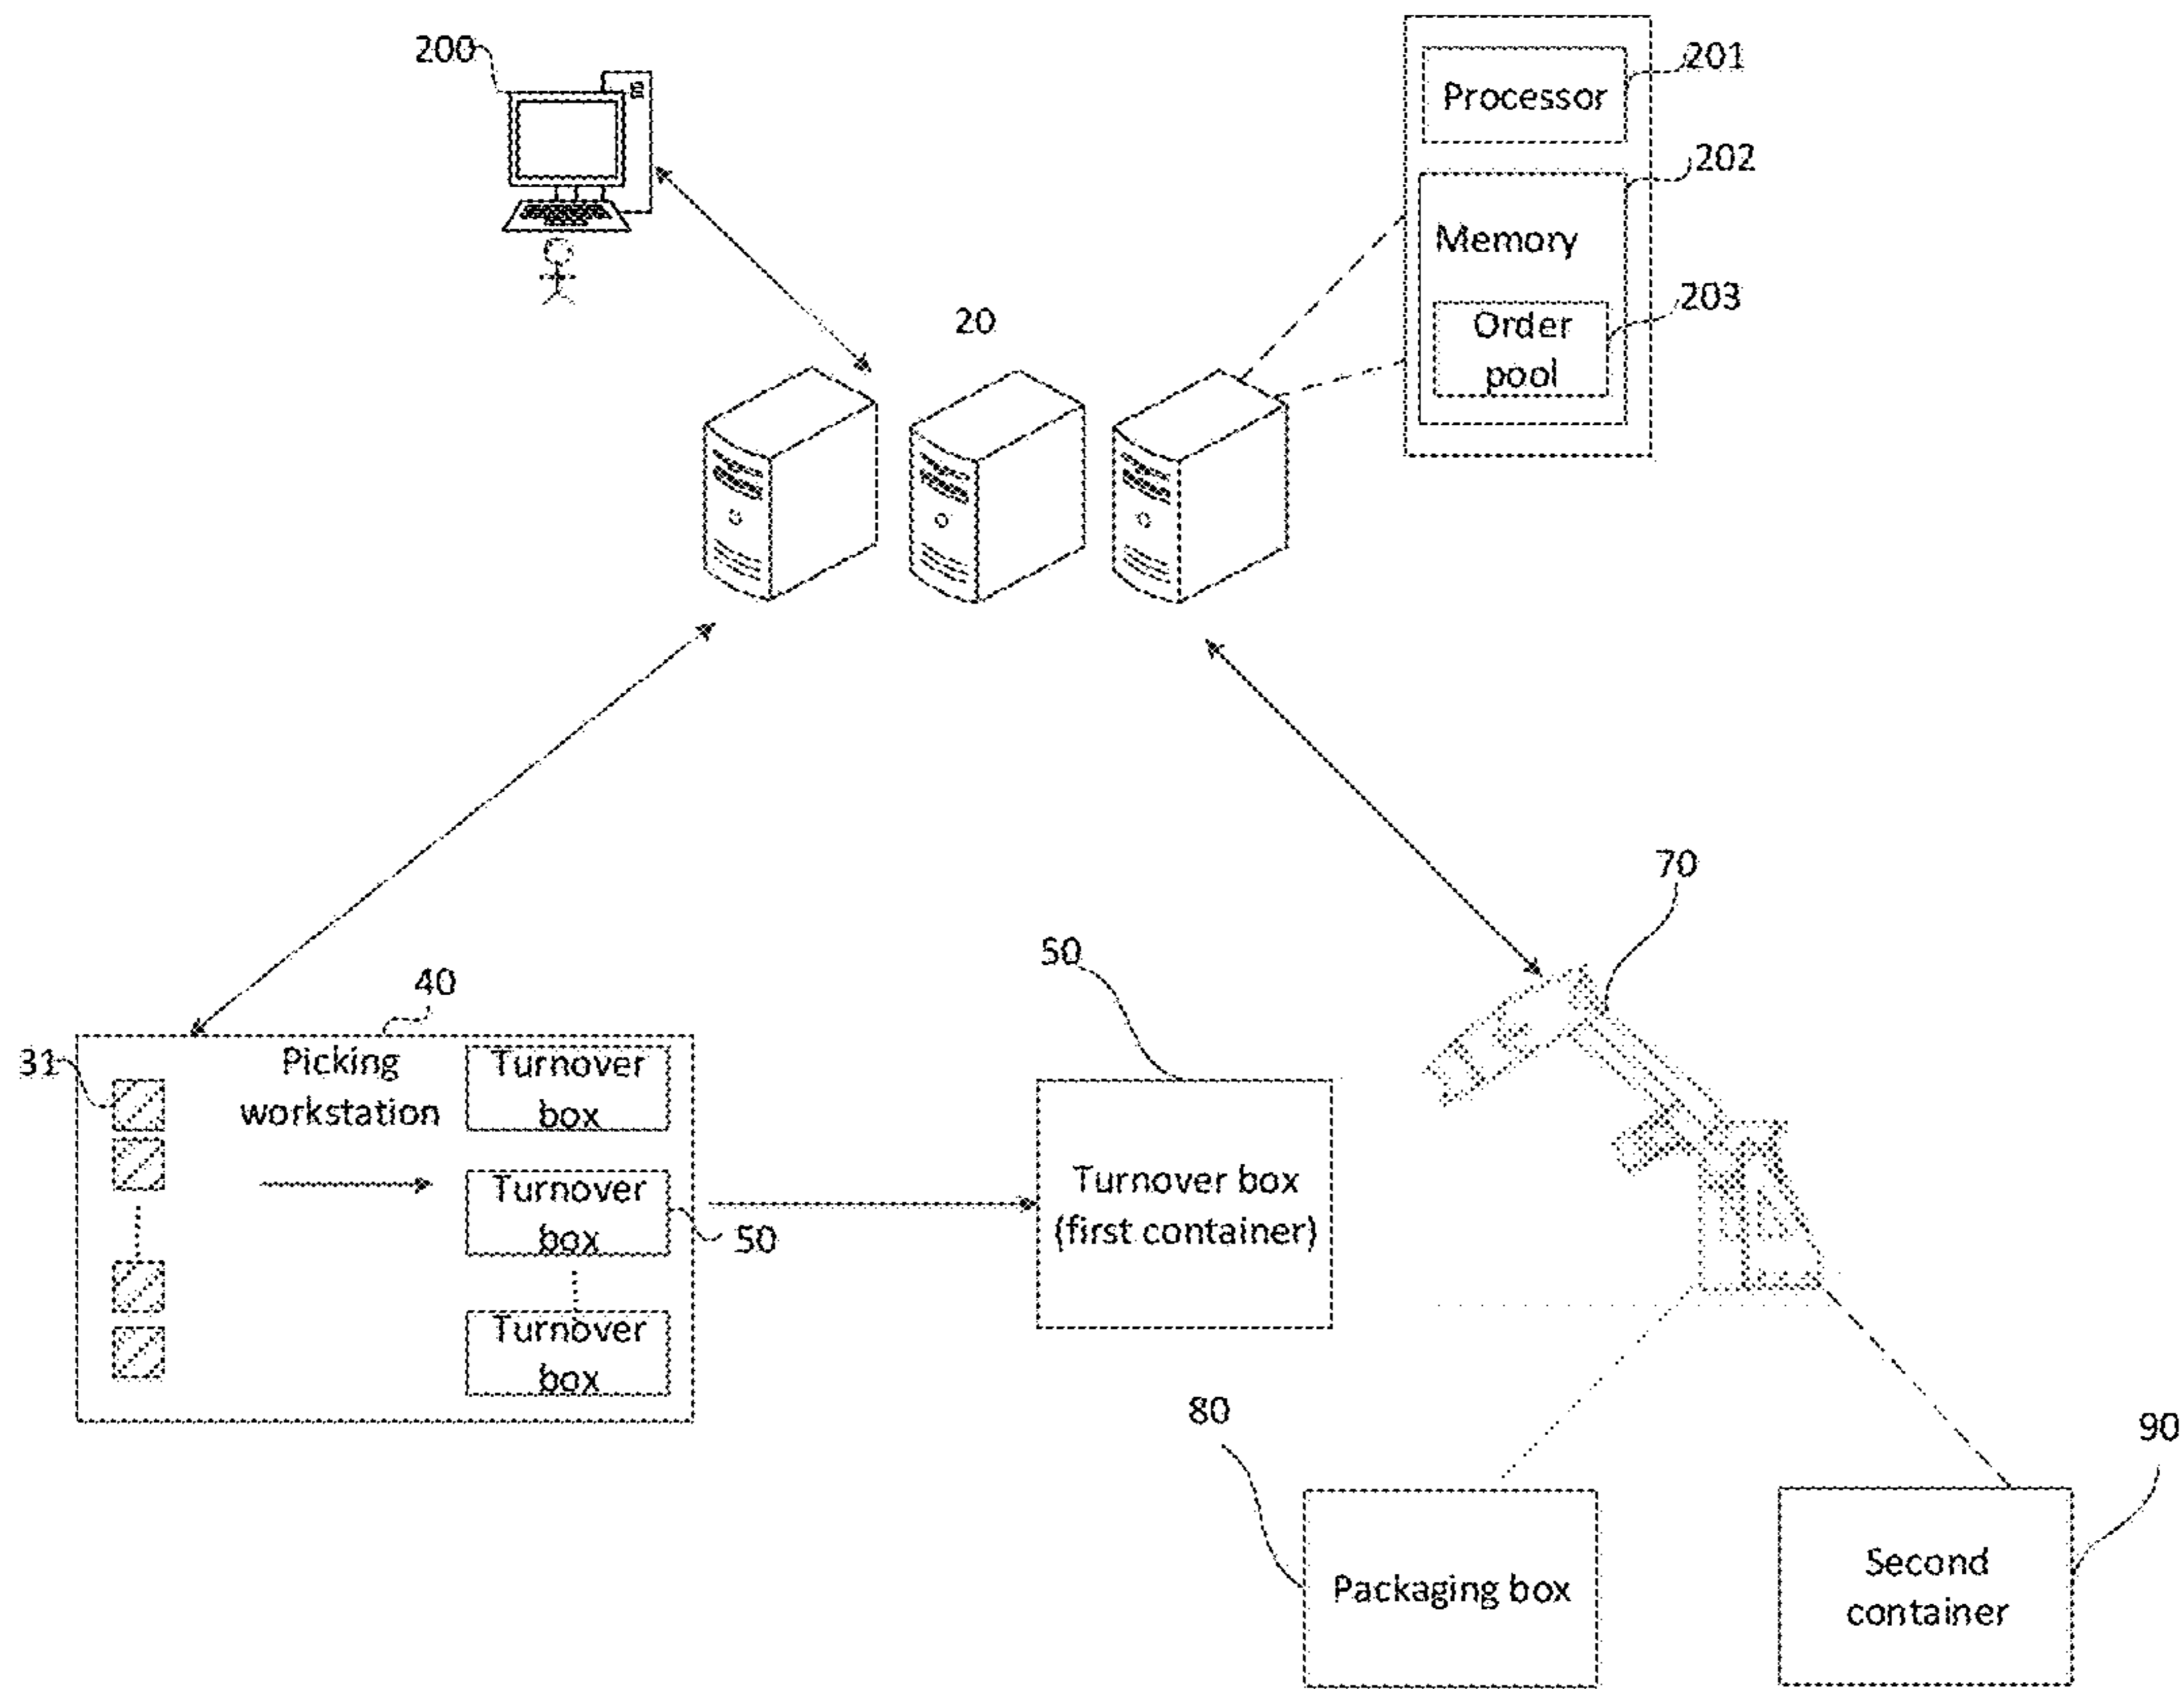 200
201
Processor
202
Memory
203
Order
pool
20
70
50
40
31
Picking
workstation
Turnover
box
Turnover
box
50
Turnover
box
Turnover box
(first container)
80
90
Packaging box
Second
container